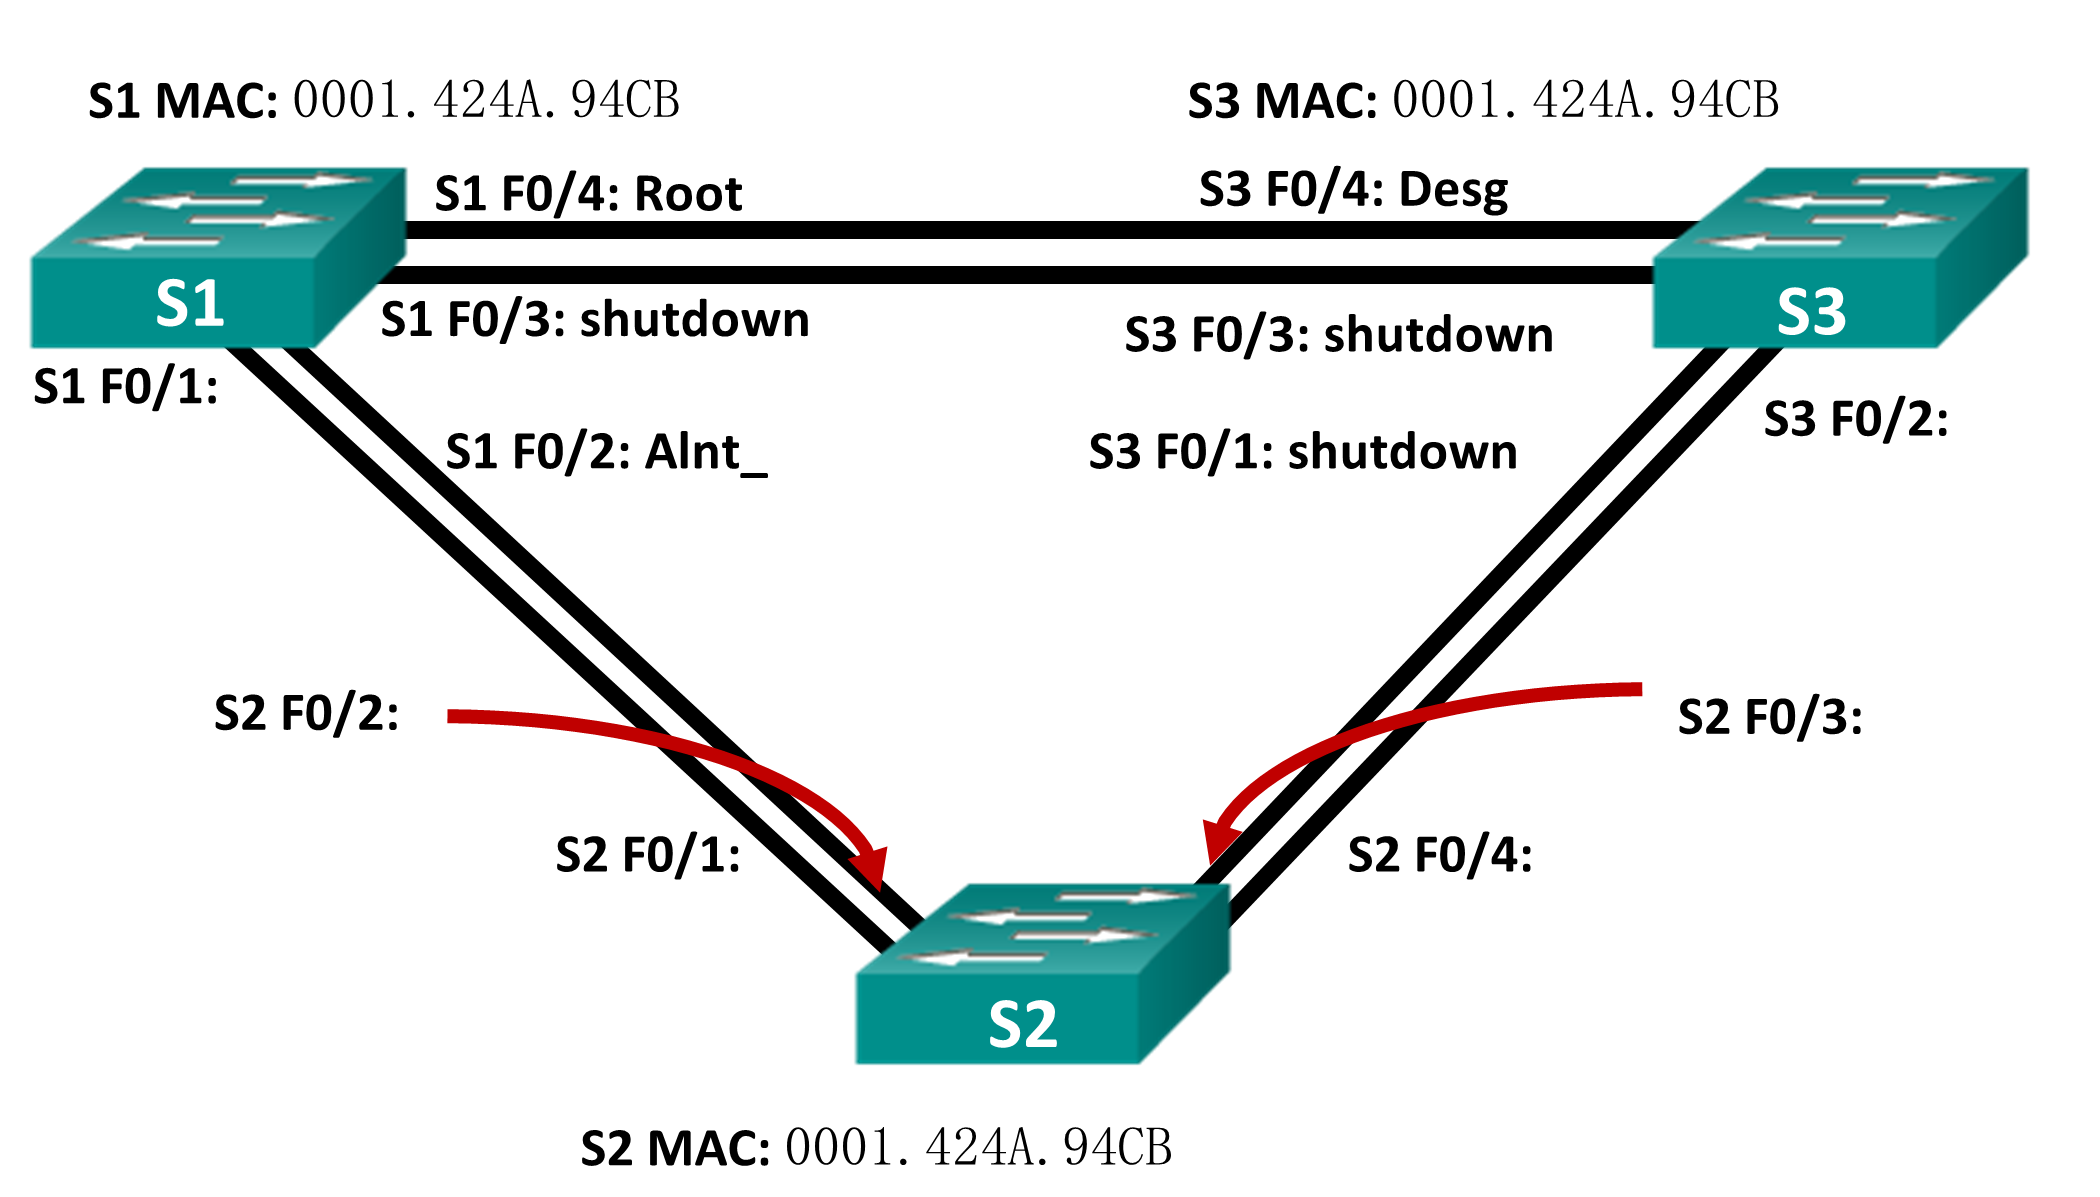 S1 MAC: 0001.424A.94CB
S3 MAC: 0001.424A.94CB
S1 F0/4: Root
S3 F0/4: Desg
S1
S3
S1 F0/3: shutdown
S3 F0/3: shutdown
S1 F0/1:
S3 F0/2:
S1 F0/2: Alnt_
S3 F0/1: shutdown
S2 F0/2:
S2 F0/3:
S2 F0/1:
S2 F0/4:
S2
S2 MAC: 0001.424A.94CB